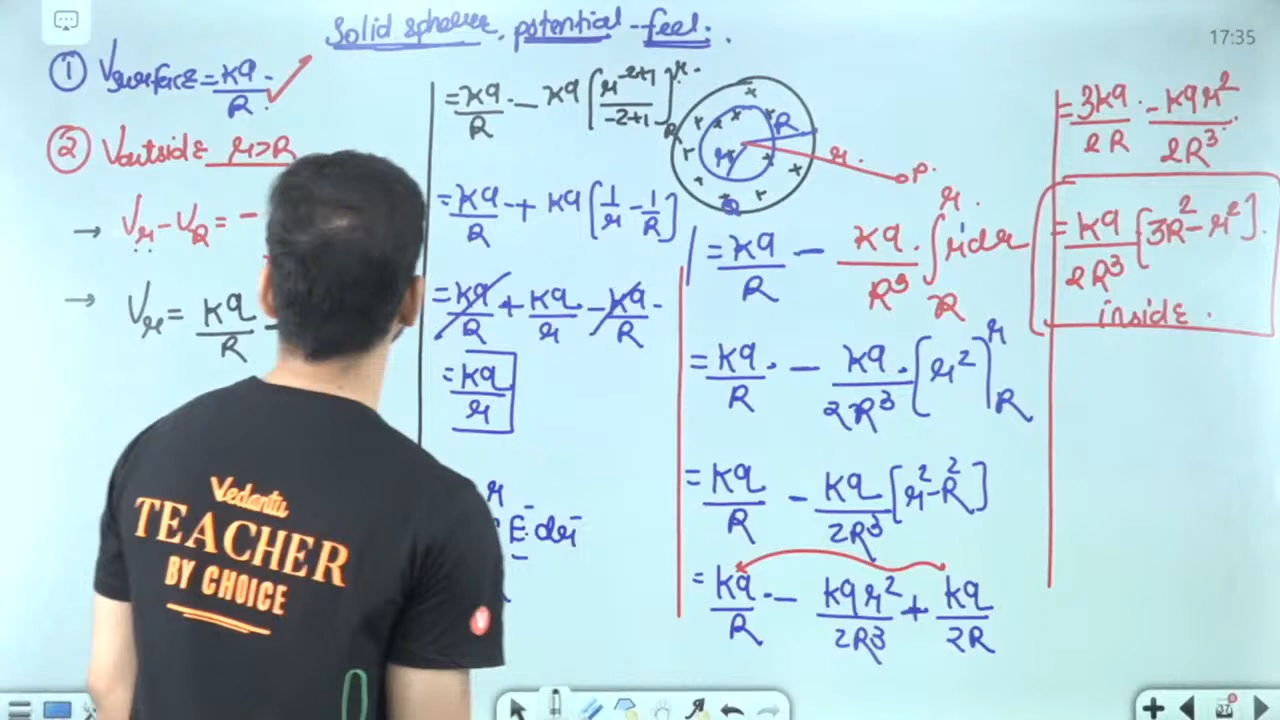 Solid sphere, potential-feel.
17:35
① Vsurface = kq/R.
② Voutside r>R
→ Vr - VR = -
→ Vr = kq/R -
= kq/R - kq [r^-2+1/-2+1]
= kq/R + kq [1/r - 1/R]
= kq/R + kq/r - kq/R
= kq/r
r
E.dr
R
r
r
P.
= kq/R - kq/R³ ∫ r dr
= kq/R - kq/2R³ [r²]
= kq/R - kq/2R³ [r² - R²]
= kq/R - kqr²/2R³ + kq/2R
= 3kq/2R - kqr²/2R³
= kq/2R³ [3R² - r²].
inside.
Vedantu
TEACHER
BY CHOICE